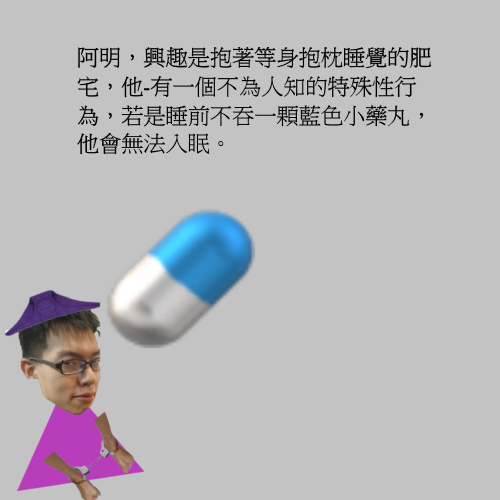 阿明，興趣是抱著等身抱枕睡覺的肥
宅，他-有一個不為人知的特殊性行
為，若是睡前不吞一顆藍色小藥丸，
他會無法入眠。